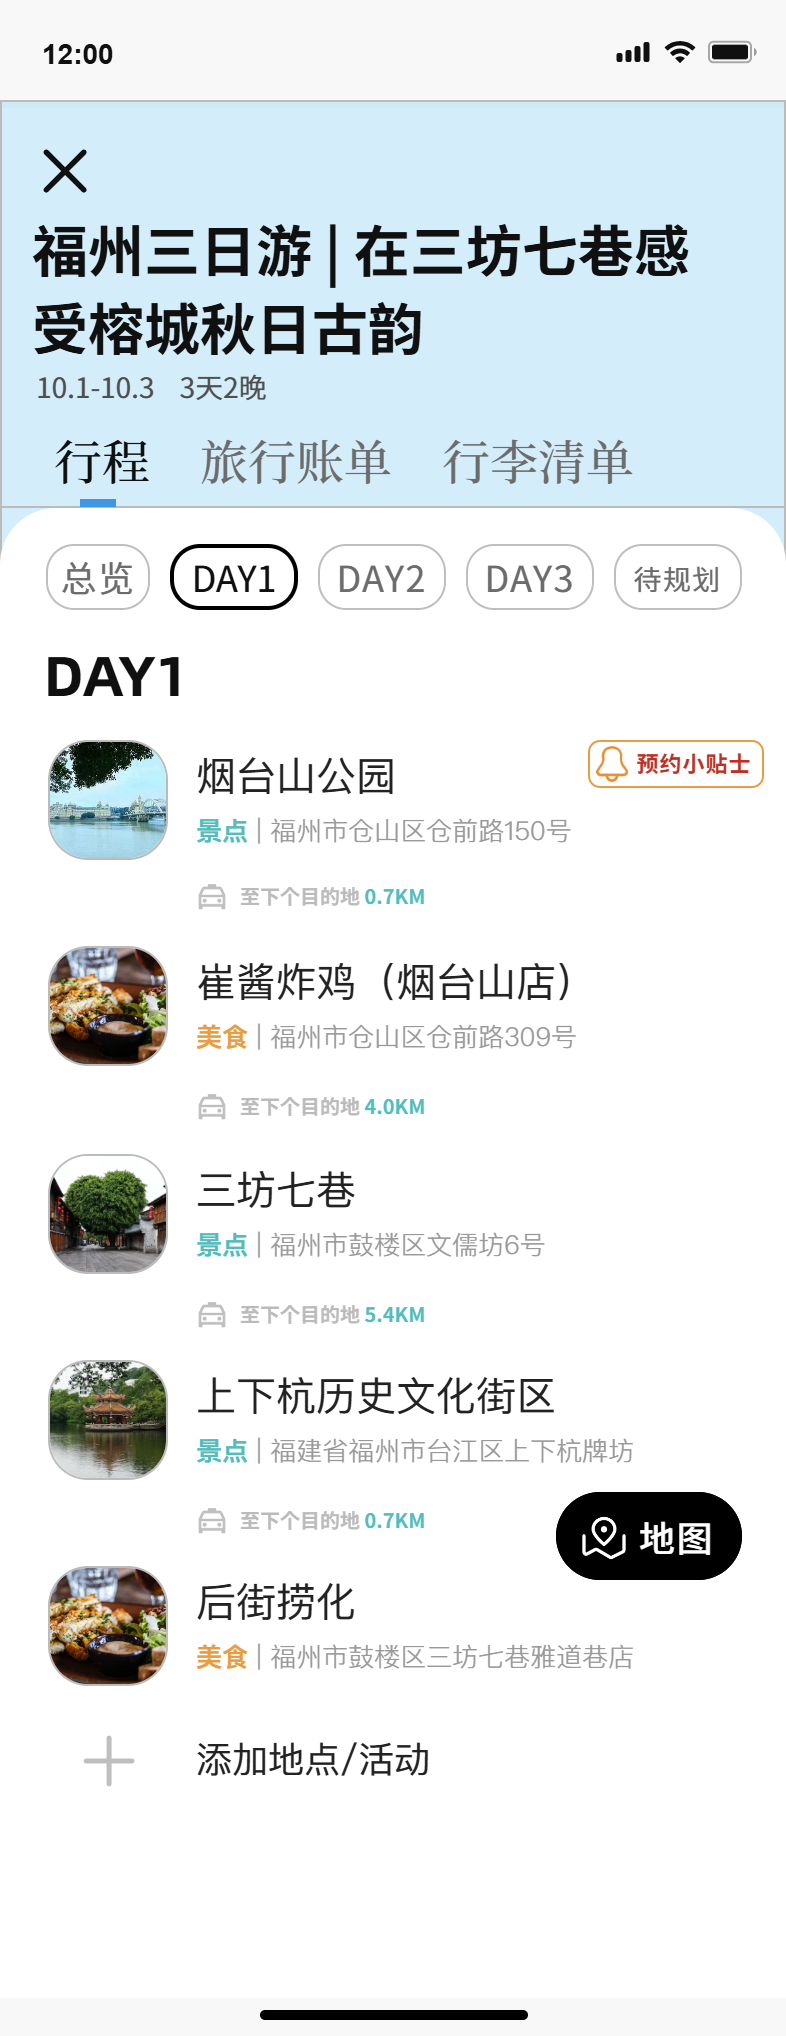 12:00
福州三日游 | 在三坊七巷感
受榕城秋日古韵
10.1-10.3 3天2晚
行程 旅行账单 行李清单
总览 DAY1 DAY2 DAY3 待规划
DAY1
烟台山公园 预约小贴士
景点 | 福州市仓山区仓前路150号
至下个目的地 0.7KM
崔酱炸鸡（烟台山店）
美食 | 福州市仓山区仓前路309号
至下个目的地 4.0KM
三坊七巷
景点 | 福州市鼓楼区文儒坊6号
至下个目的地 5.4KM
上下杭历史文化街区
景点 | 福建省福州市台江区上下杭牌坊
至下个目的地 0.7KM
地图
后街捞化
美食 | 福州市鼓楼区三坊七巷雅道巷店
添加地点/活动